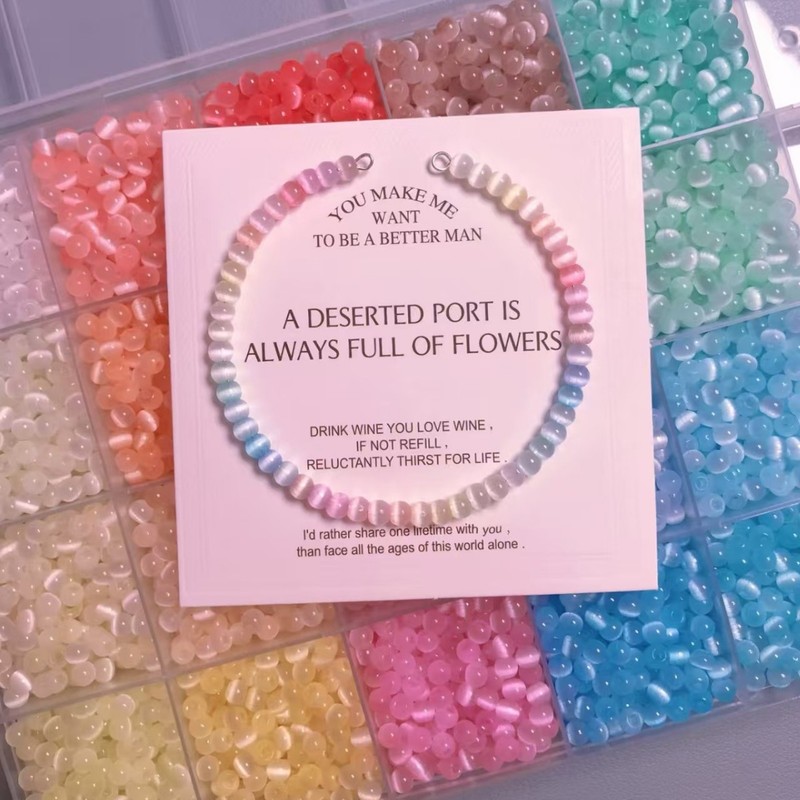 YOU MAKE ME
WANT
TO BE A BETTER MAN
A DESERTED PORT IS
ALWAYS FULL OF FLOWERS
DRINK WINE YOU LOVE WINE ,
IF NOT REFILL ,
RELUCTANTLY THIRST FOR LIFE .
I'd rather share one lifetime with you ,
than face all the ages of this world alone .